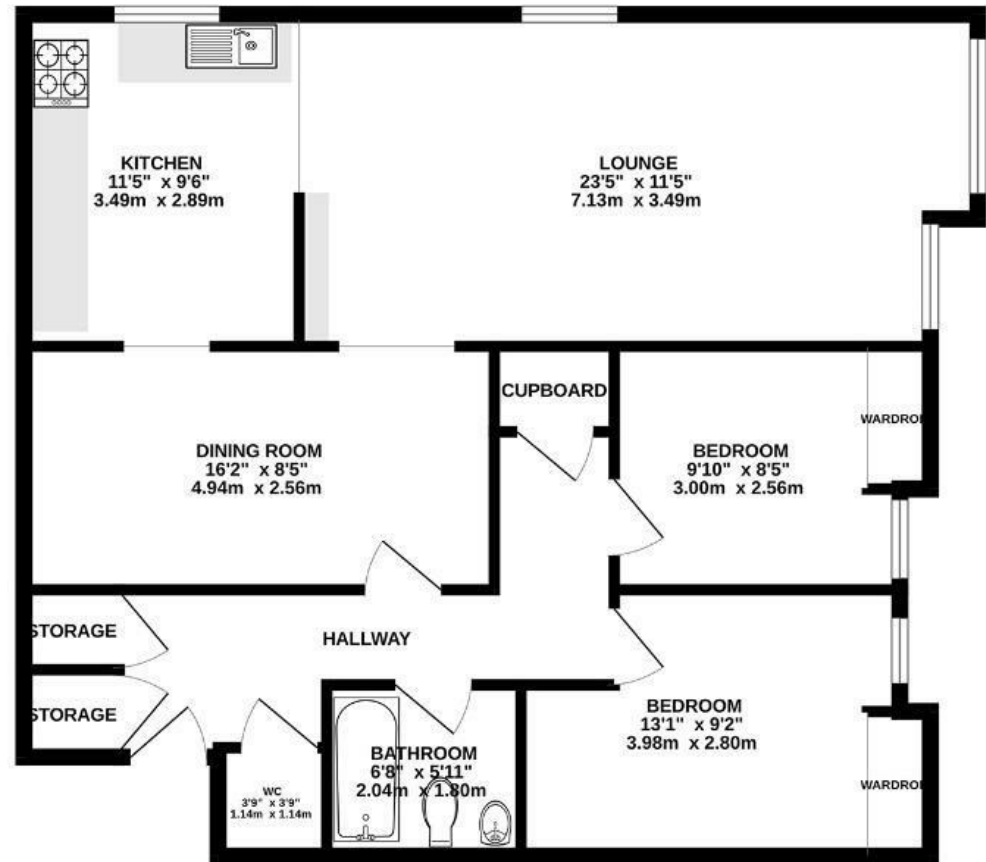 KITCHEN
11'5" x 9'6"
3.49m x 2.89m
LOUNGE
23'5" x 11'5"
7.13m x 3.49m
CUPBOARD
WARDROB
DINING ROOM
16'2" x 8'5"
4.94m x 2.56m
BEDROOM
9'10" x 8'5"
3.00m x 2.56m
STORAGE
HALLWAY
STORAGE
BEDROOM
13'1" x 9'2"
3.98m x 2.80m
BATHROOM
6'8" x 5'11"
2.04m x 1.80m
WC
3'9" x 3'9"
1.14m x 1.14m
WARDROB